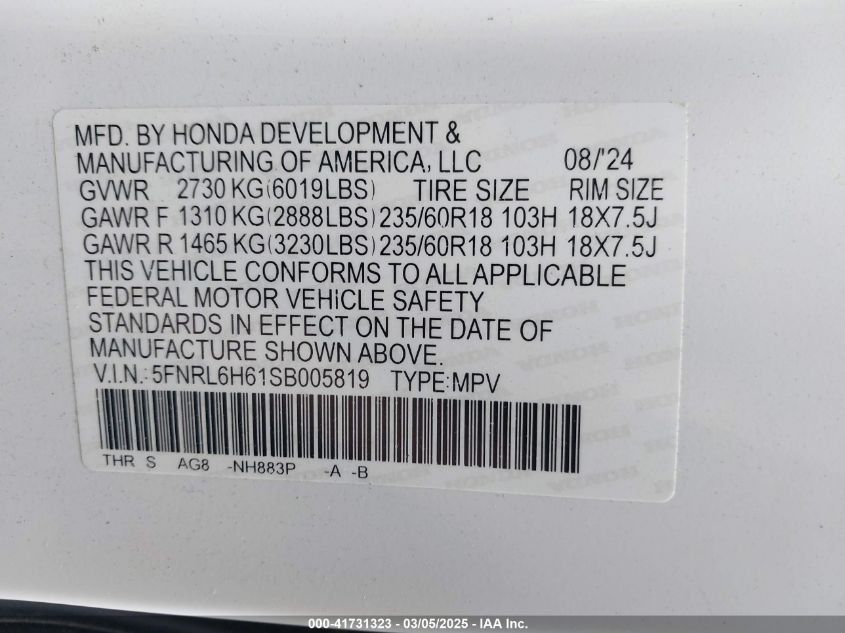 MFD. BY HONDA DEVELOPMENT &
MANUFACTURING OF AMERICA, LLC 08/'24
GVWR 2730 KG(6019LBS) TIRE SIZE RIM SIZE
GAWR F 1310 KG(2888LBS) 235/60R18 103H 18X7.5J
GAWR R 1465 KG(3230LBS) 235/60R18 103H 18X7.5J
THIS VEHICLE CONFORMS TO ALL APPLICABLE
FEDERAL MOTOR VEHICLE SAFETY
STANDARDS IN EFFECT ON THE DATE OF
MANUFACTURE SHOWN ABOVE.
V.I.N.: 5FNRL6H61SB005819 TYPE:MPV
THR S AG8 -NH883P -A -B
000-41731323 — 03/05/2025 — IAA Inc.